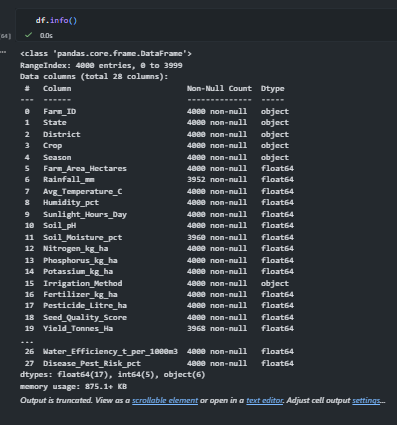 df.info()
[54]
0.0s
<class 'pandas.core.frame.DataFrame'>
RangeIndex: 4000 entries, 0 to 3999
Data columns (total 28 columns):
#   Column   Non-Null Count  Dtype
---  ------   --------------  -----
0   Farm_ID   4000 non-null   object
1   State   4000 non-null   object
2   District   4000 non-null   object
3   Crop   4000 non-null   object
4   Season   4000 non-null   object
5   Farm_Area_Hectares   4000 non-null   float64
6   Rainfall_mm   3952 non-null   float64
7   Avg_Temperature_C   4000 non-null   float64
8   Humidity_pct   4000 non-null   float64
9   Sunlight_Hours_Day   4000 non-null   float64
10  Soil_pH   4000 non-null   float64
11  Soil_Moisture_pct   3960 non-null   float64
12  Nitrogen_kg_ha   4000 non-null   int64
13  Phosphorus_kg_ha   4000 non-null   int64
14  Potassium_kg_ha   4000 non-null   int64
15  Irrigation_Method   4000 non-null   object
16  Fertilizer_kg_ha   4000 non-null   float64
17  Pesticide_Litre_ha   4000 non-null   float64
18  Seed_Quality_Score   4000 non-null   float64
19  Yield_Tonnes_Ha   3968 non-null   float64
...
26  Water_Efficiency_t_per_1000m3   4000 non-null   float64
27  Disease_Pest_Risk_pct   4000 non-null   float64
dtypes: float64(17), int64(5), object(6)
memory usage: 875.1+ KB
Output is truncated. View as a scrollable element or open in a text editor. Adjust cell output settings...